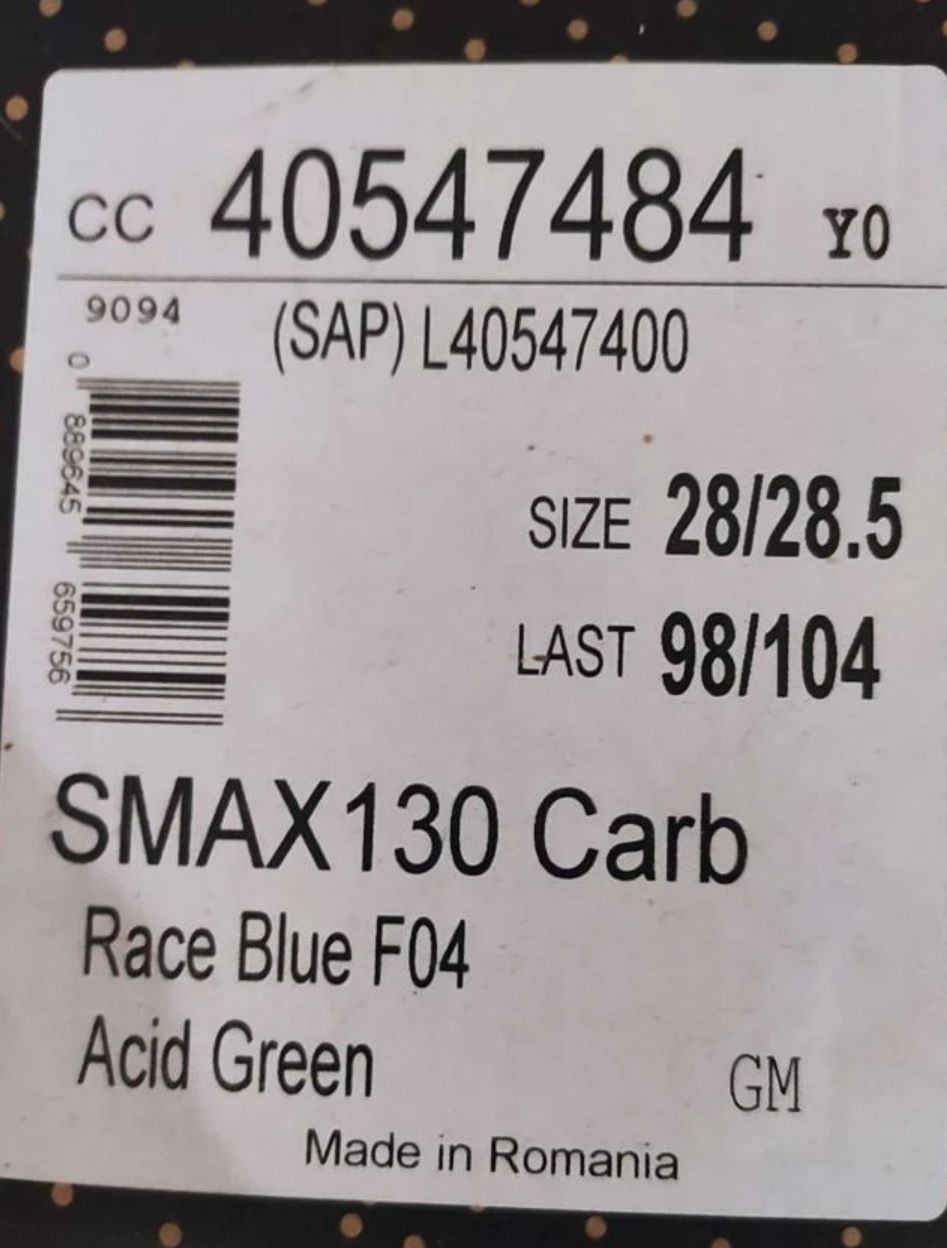 CC 40547484 Y0
9094 (SAP) L40547400
0 889645 659756
SIZE 28/28.5
LAST 98/104
SMAX130 Carb
Race Blue F04
Acid Green
GM
Made in Romania